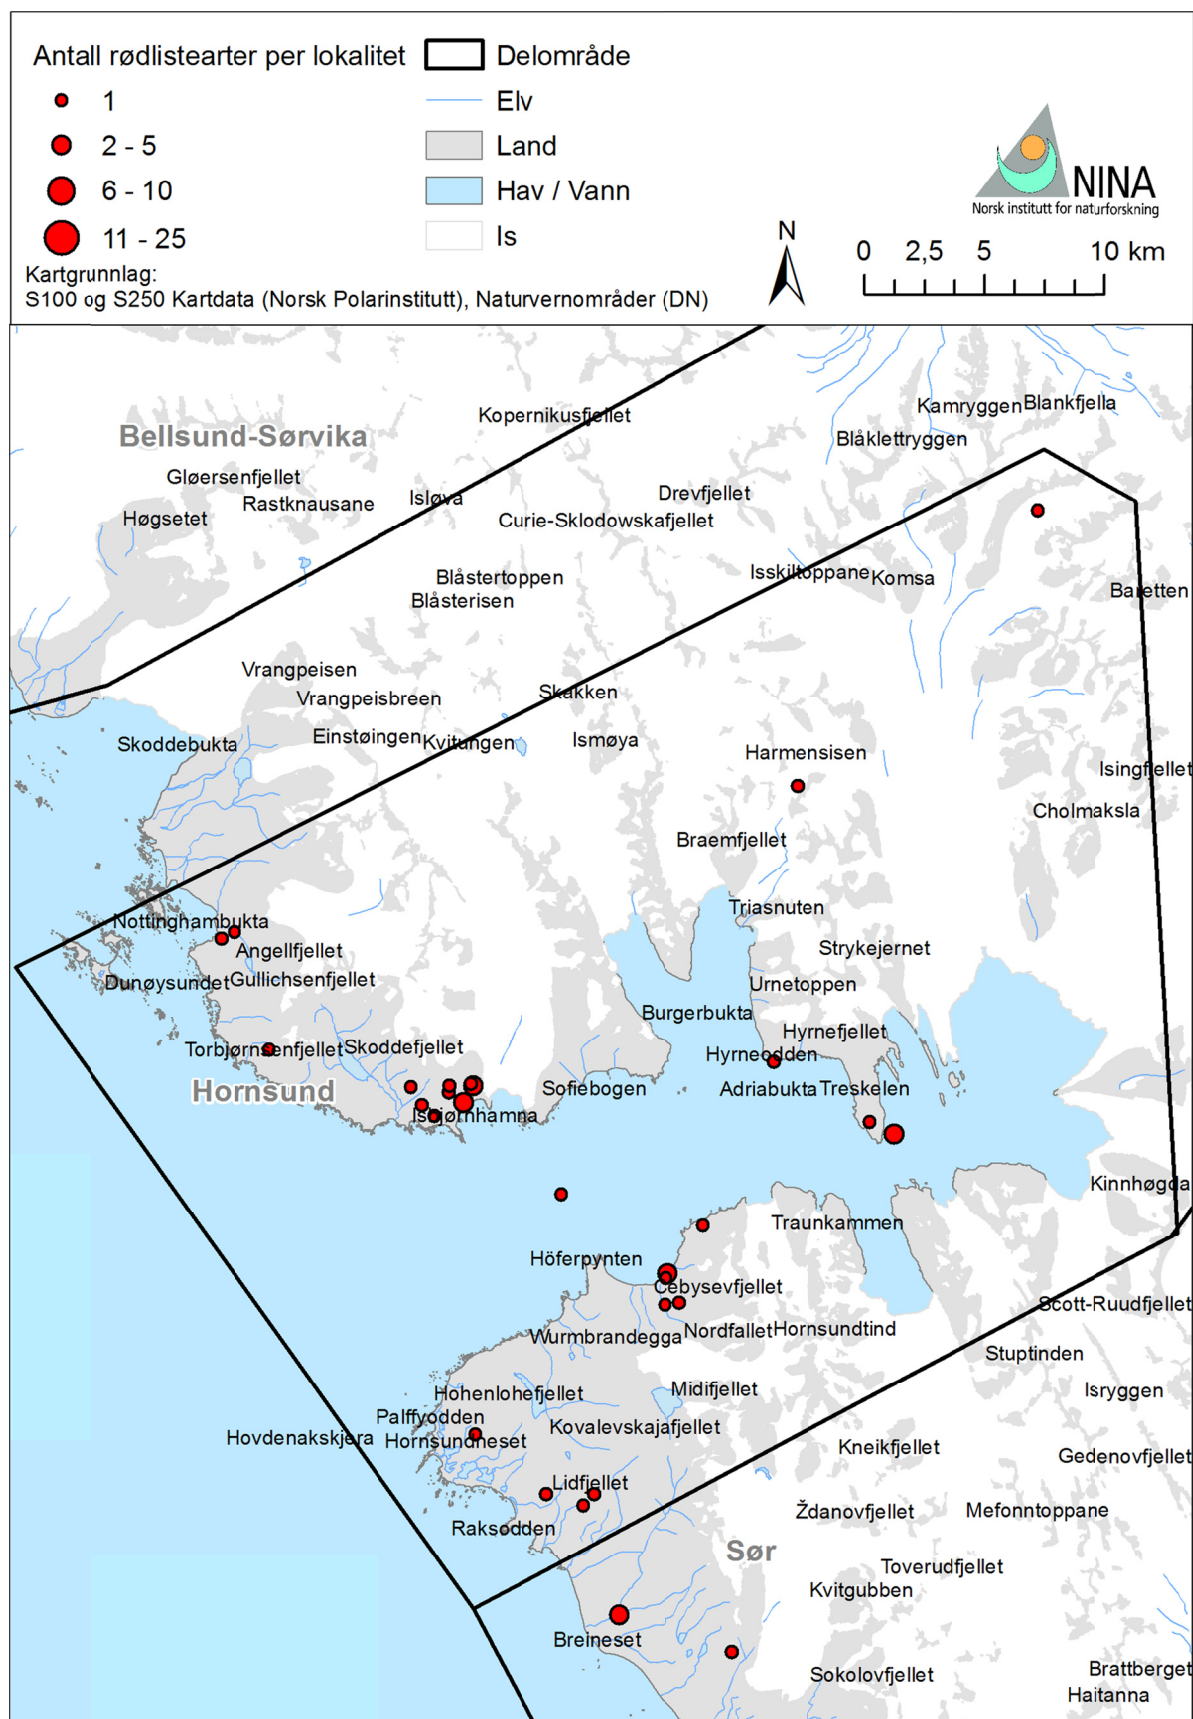 Antall rødlistearter per lokalitet
1
2 - 5
6 - 10
11 - 25
Delområde
Elv
Land
Hav / Vann
Is
NINA
Norsk institutt for naturforskning
N
0 2,5 5 10 km
Kartgrunnlag:
S100 og S250 Kartdata (Norsk Polarinstitutt), Naturvernområder (DN)
Kamryggen
Blankfjella
Kopernikusfjellet
Bellsund-Sørvika
Blåklettryggen
Gløersenfjellet
Rastknausane
Isløva
Drevfjellet
Høgsetet
Curie-Sklodowskafjellet
Blåstertoppen
Isskiltoppane
Komsa
Baretten
Blåsterisen
Vrangpeisen
Vrangpeisbreen
Skakken
Einstøingen
Kvitungen
Ismøya
Skoddebukta
Harmensisen
Isingfjellet
Cholmaksla
Braemfjellet
Triasnuten
Nottinghambukta
Angellfjellet
Strykejernet
Dunøysundet
Gullichsenfjellet
Urnetoppen
Burgerbukta
Hyrnefjellet
Torbjørnsenfjellet
Skoddefjellet
Hyrneodden
Hornsund
Sofiebogen
Adriabukta
Treskelen
Isbjørnhamna
Kinnhøgda
Traunkammen
Höferpynten
Cebysevfjellet
Scott-Ruudfjellet
Wurmbrandegga
Nordfallet
Hornsundtind
Stuptinden
Hohenlohefjellet
Midifjellet
Isryggen
Palffyodden
Hovdenakskjera
Hornsundneset
Kovalevskajafjellet
Kneikfjellet
Gedenovfjellet
Lidfjellet
Raksodden
Ždanovfjellet
Mefonntoppane
Sør
Toverudfjellet
Kvitgubben
Breineset
Sokolovfjellet
Brattberget
Haitanna